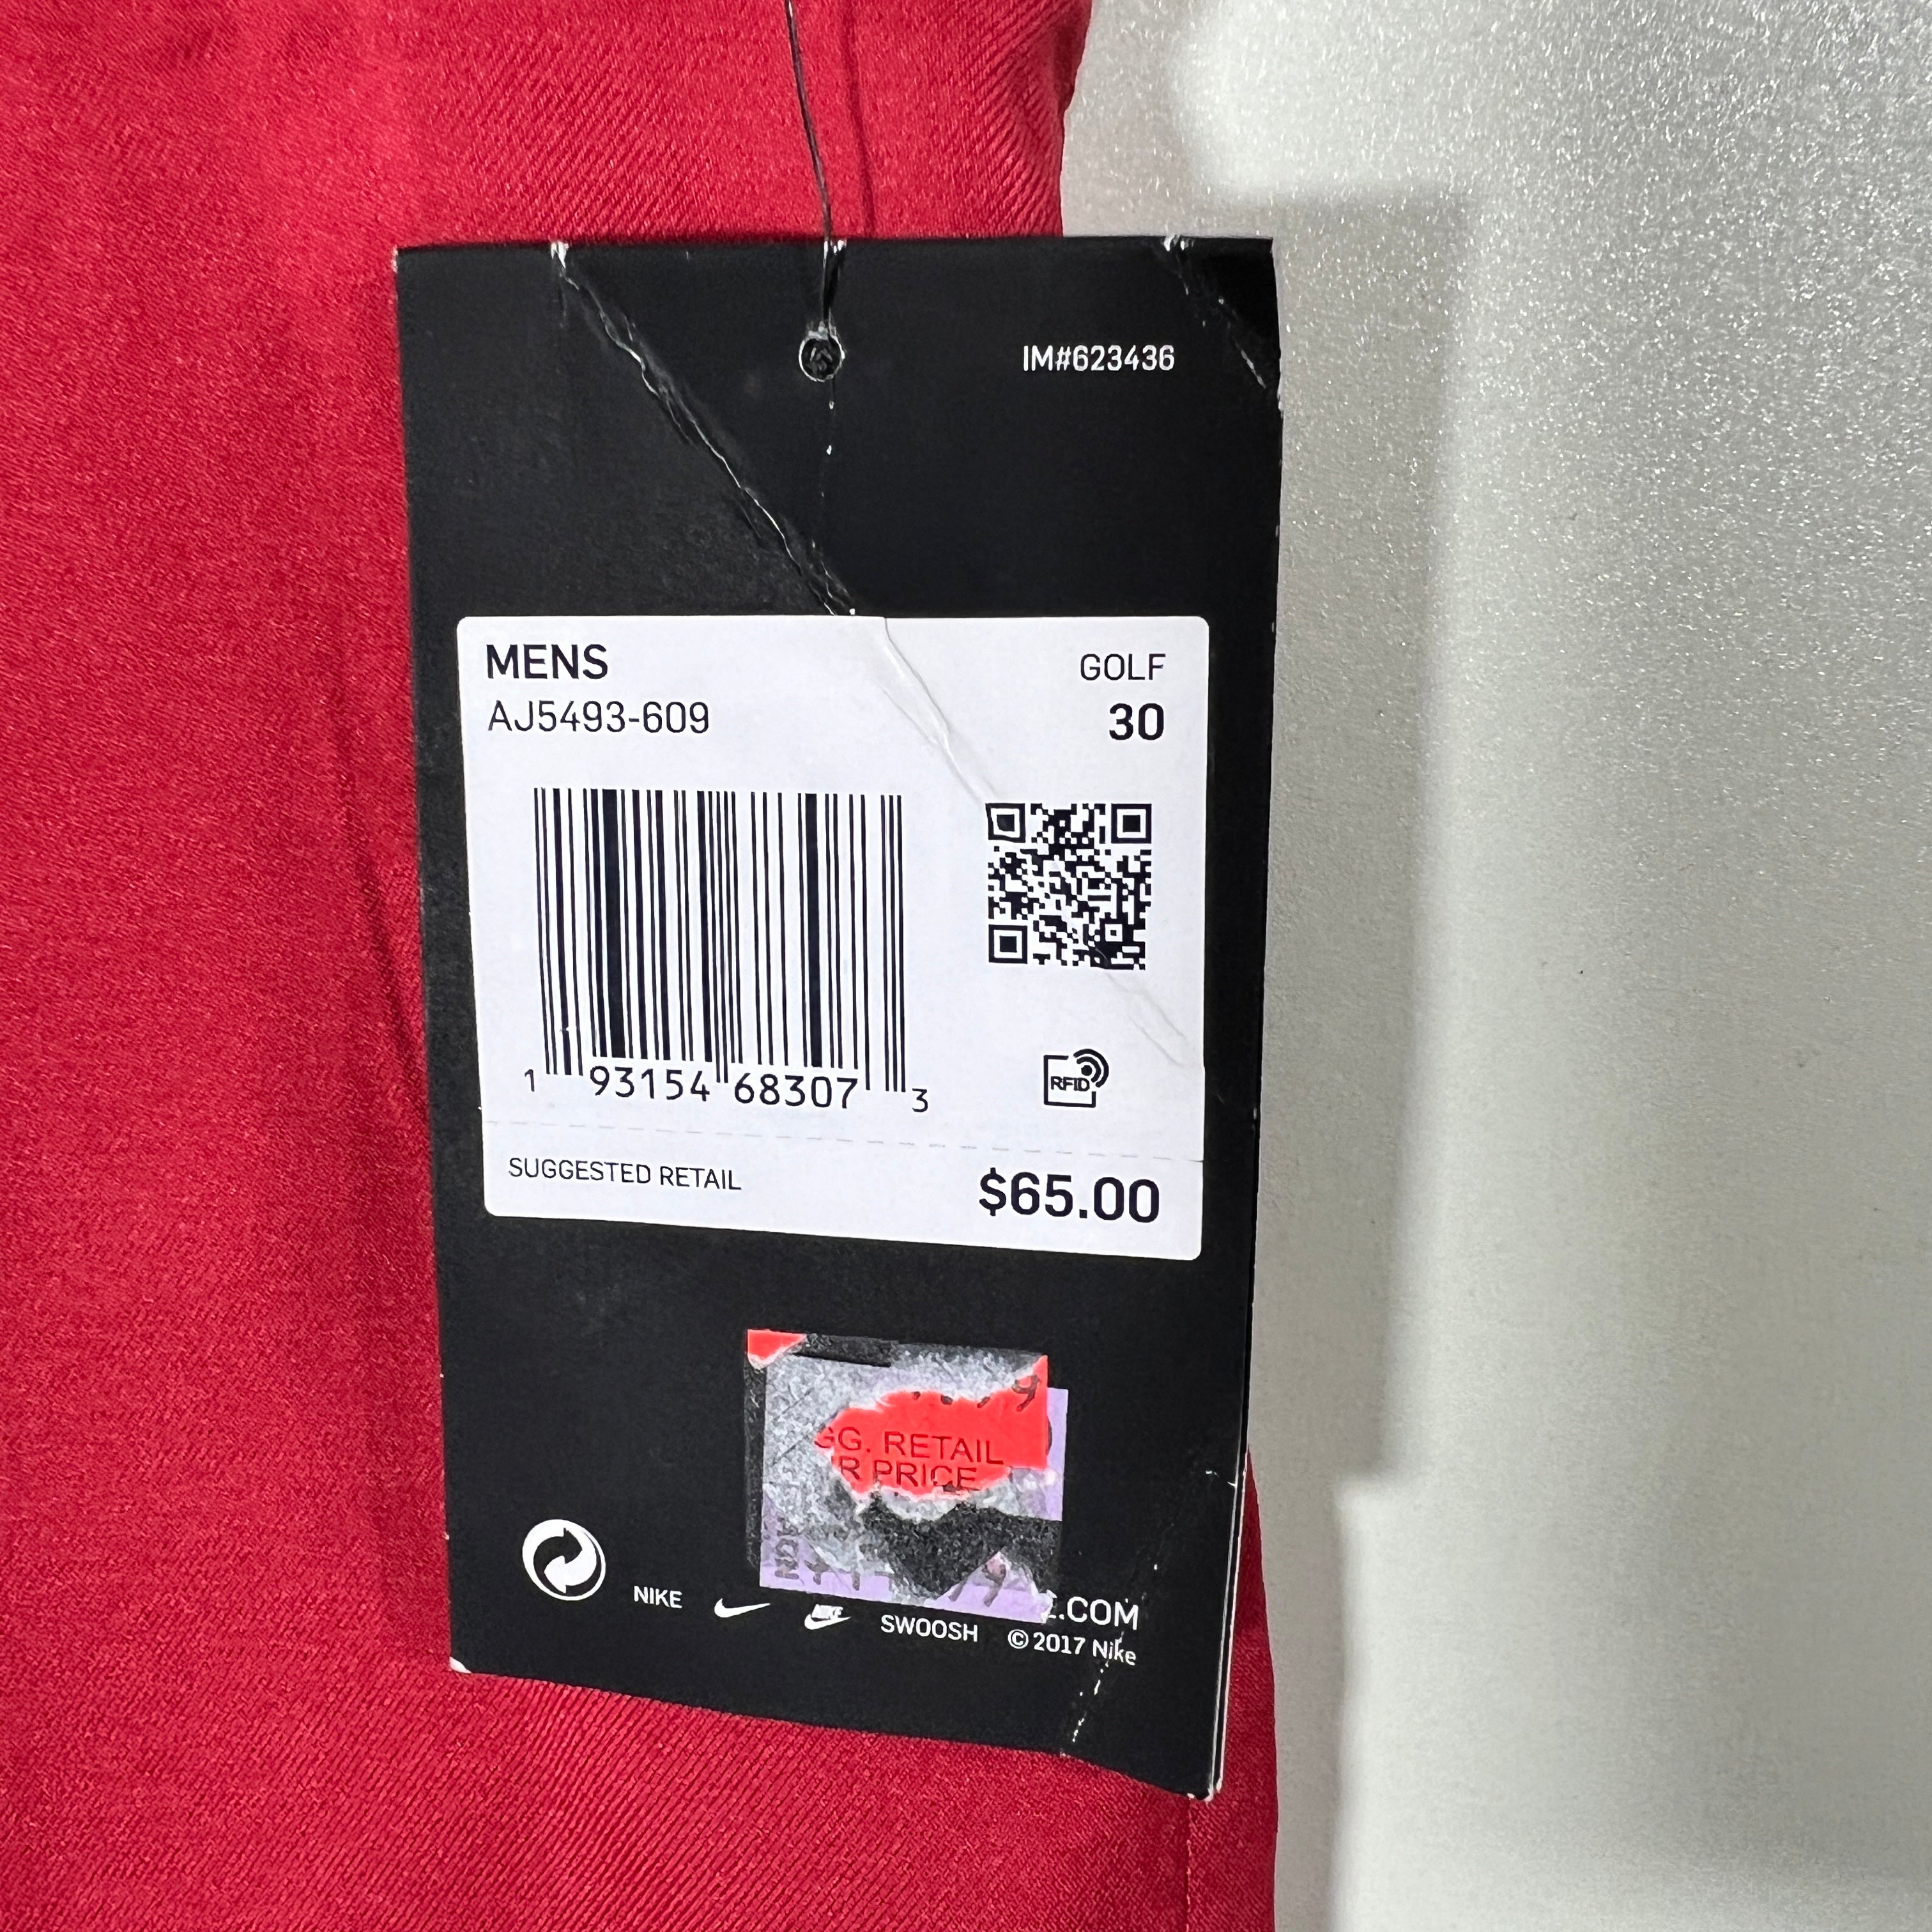 IM#623436
MENS GOLF
AJ5493-609 30
1 93154 68307 3
RFID
SUGGESTED RETAIL $65.00
RETAIL
PRICE
NIKE NIKE SWOOSH .COM
© 2017 Nike